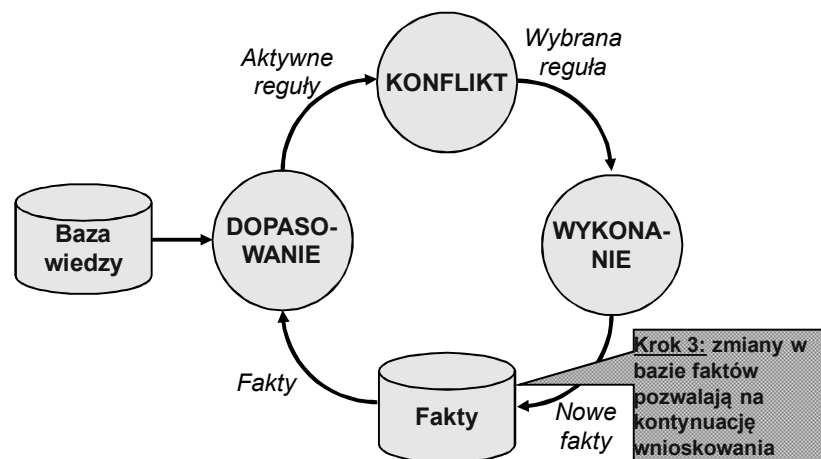 Aktywne
reguły
KONFLIKT
Wybrana
reguła
Baza
wiedzy
DOPASO-
WANIE
WYKONA-
NIE
Fakty
Fakty
Nowe
fakty
Krok 3: zmiany w
bazie faktów
pozwalają na
kontynuację
wnioskowania